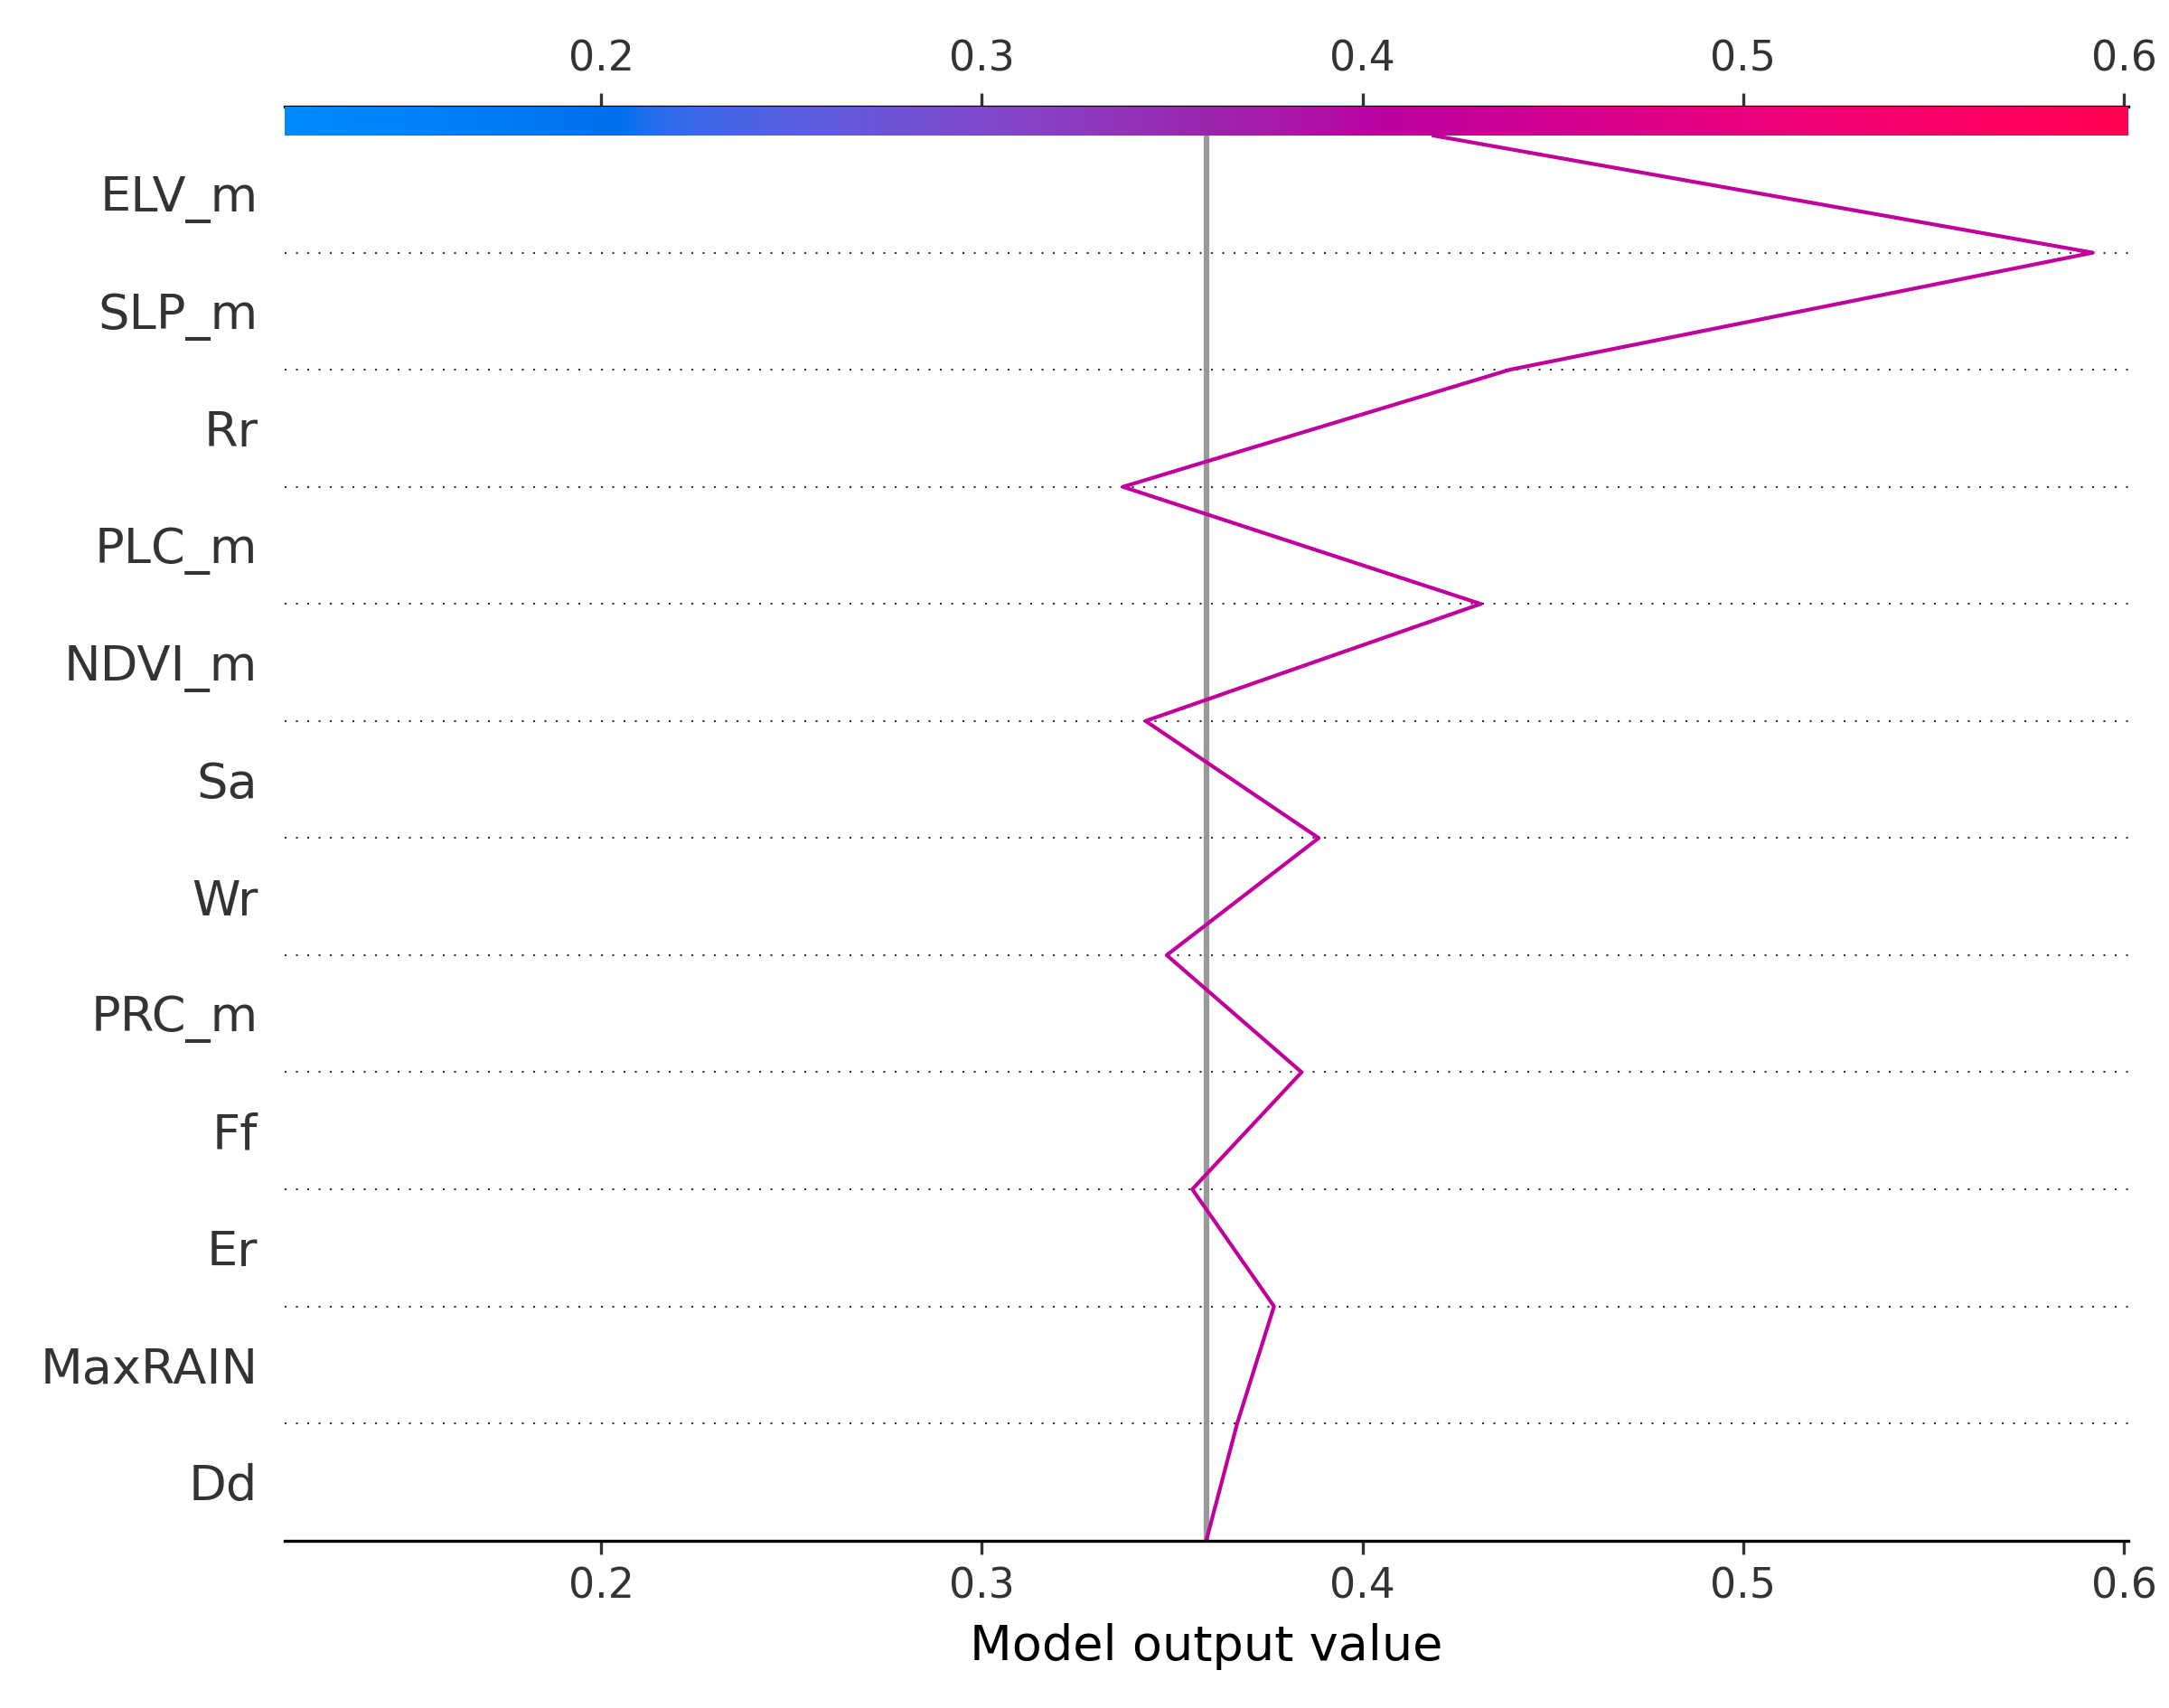 0.2 0.3 0.4 0.5 0.6
ELV_m
SLP_m
Rr
PLC_m
NDVI_m
Sa
Wr
PRC_m
Ff
Er
MaxRAIN
Dd
0.2 0.3 0.4 0.5 0.6
Model output value